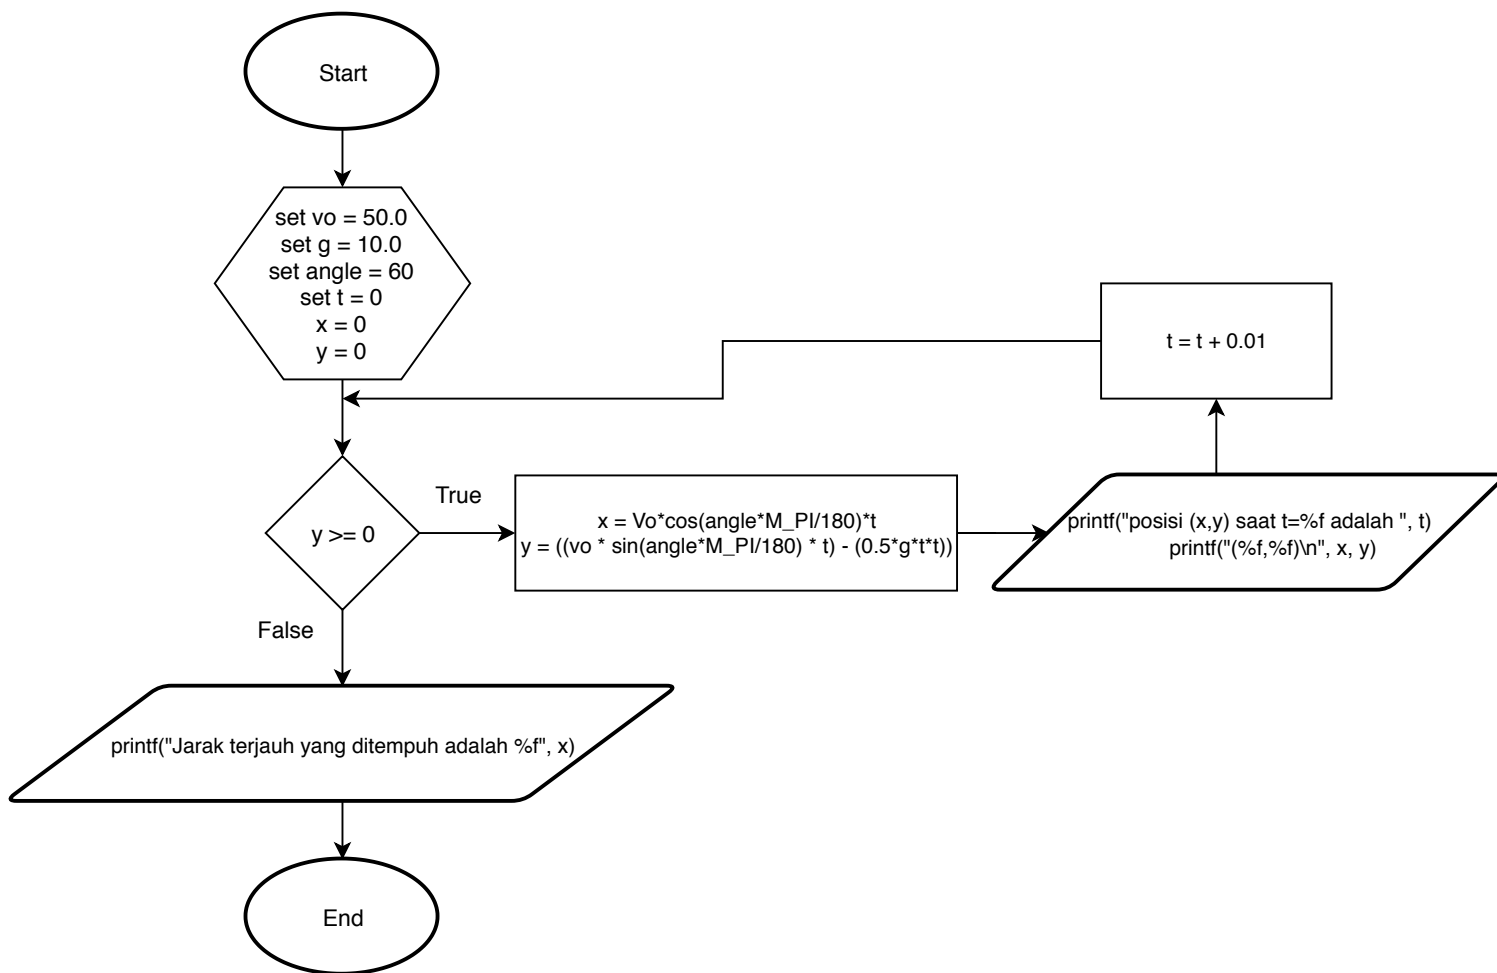 Start
set vo = 50.0
set g = 10.0
set angle = 60
set t = 0
x = 0
y = 0
t = t + 0.01
y >= 0
True
x = Vo*cos(angle*M_PI/180)*t
y = ((vo * sin(angle*M_PI/180) * t) - (0.5*g*t*t))
printf("posisi (x,y) saat t=%f adalah ", t)
printf("(%f,%f)\n", x, y)
False
printf("Jarak terjauh yang ditempuh adalah %f", x)
End